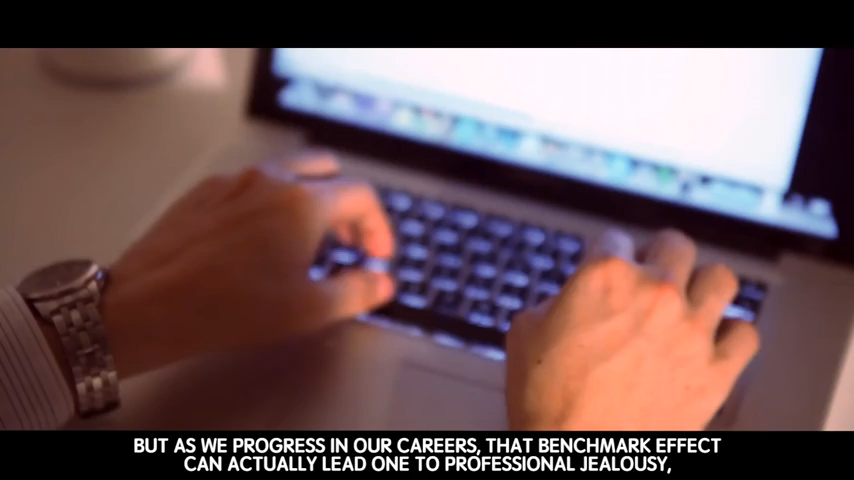 BUT AS WE PROGRESS IN OUR CAREERS, THAT BENCHMARK EFFECT
CAN ACTUALLY LEAD ONE TO PROFESSIONAL JEALOUSY,